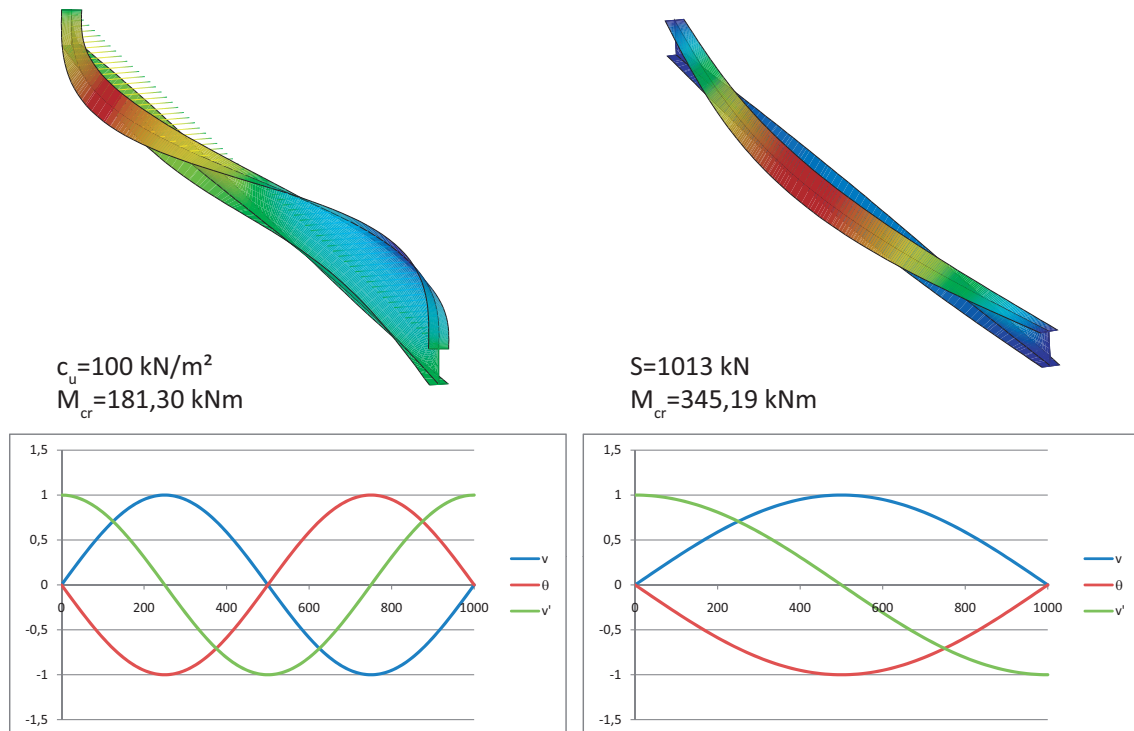 c_u=100 kN/m²
M_cr=181,30 kNm
S=1013 kN
M_cr=345,19 kNm
1,5
1
0,5
0
-0,5
-1
-1,5
0 200 400 600 800 1000
v
θ
v'
1,5
1
0,5
0
-0,5
-1
-1,5
0 200 400 600 800 1000
v
θ
v'